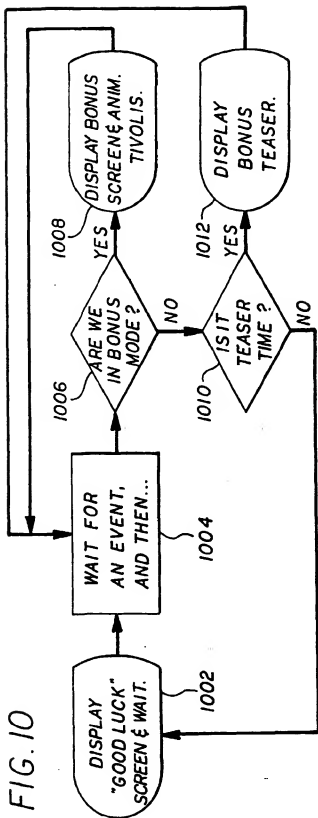 FIG. 10
DISPLAY
"GOOD LUCK"
SCREEN & WAIT.
1002
WAIT FOR
AN EVENT,
AND THEN...
1004
1006
ARE WE
IN BONUS
MODE ?
YES
NO
1008
DISPLAY BONUS
SCREEN & ANIM.
TIVOLIS.
1010
IS IT
TEASER
TIME ?
YES
NO
1012
DISPLAY
BONUS
TEASER.